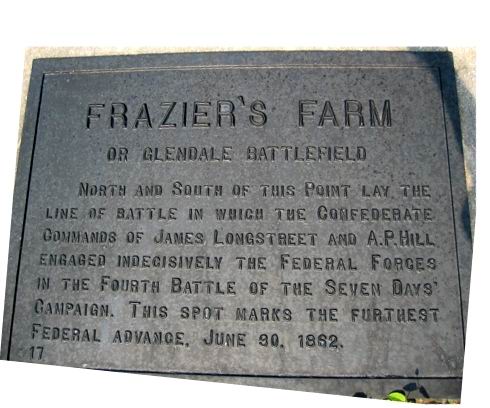 FRAZIER'S FARM
OR GLENDALE BATTLEFIELD
NORTH AND SOUTH OF THIS POINT LAY THE
LINE OF BATTLE IN WHICH THE CONFEDERATE
COMMANDS OF JAMES LONGSTREET AND A.P. HILL
ENGAGED INDECISIVELY THE FEDERAL FORCES
IN THE FOURTH BATTLE OF THE SEVEN DAYS'
CAMPAIGN. THIS SPOT MARKS THE FURTHEST
FEDERAL ADVANCE, JUNE 30, 1862.
17